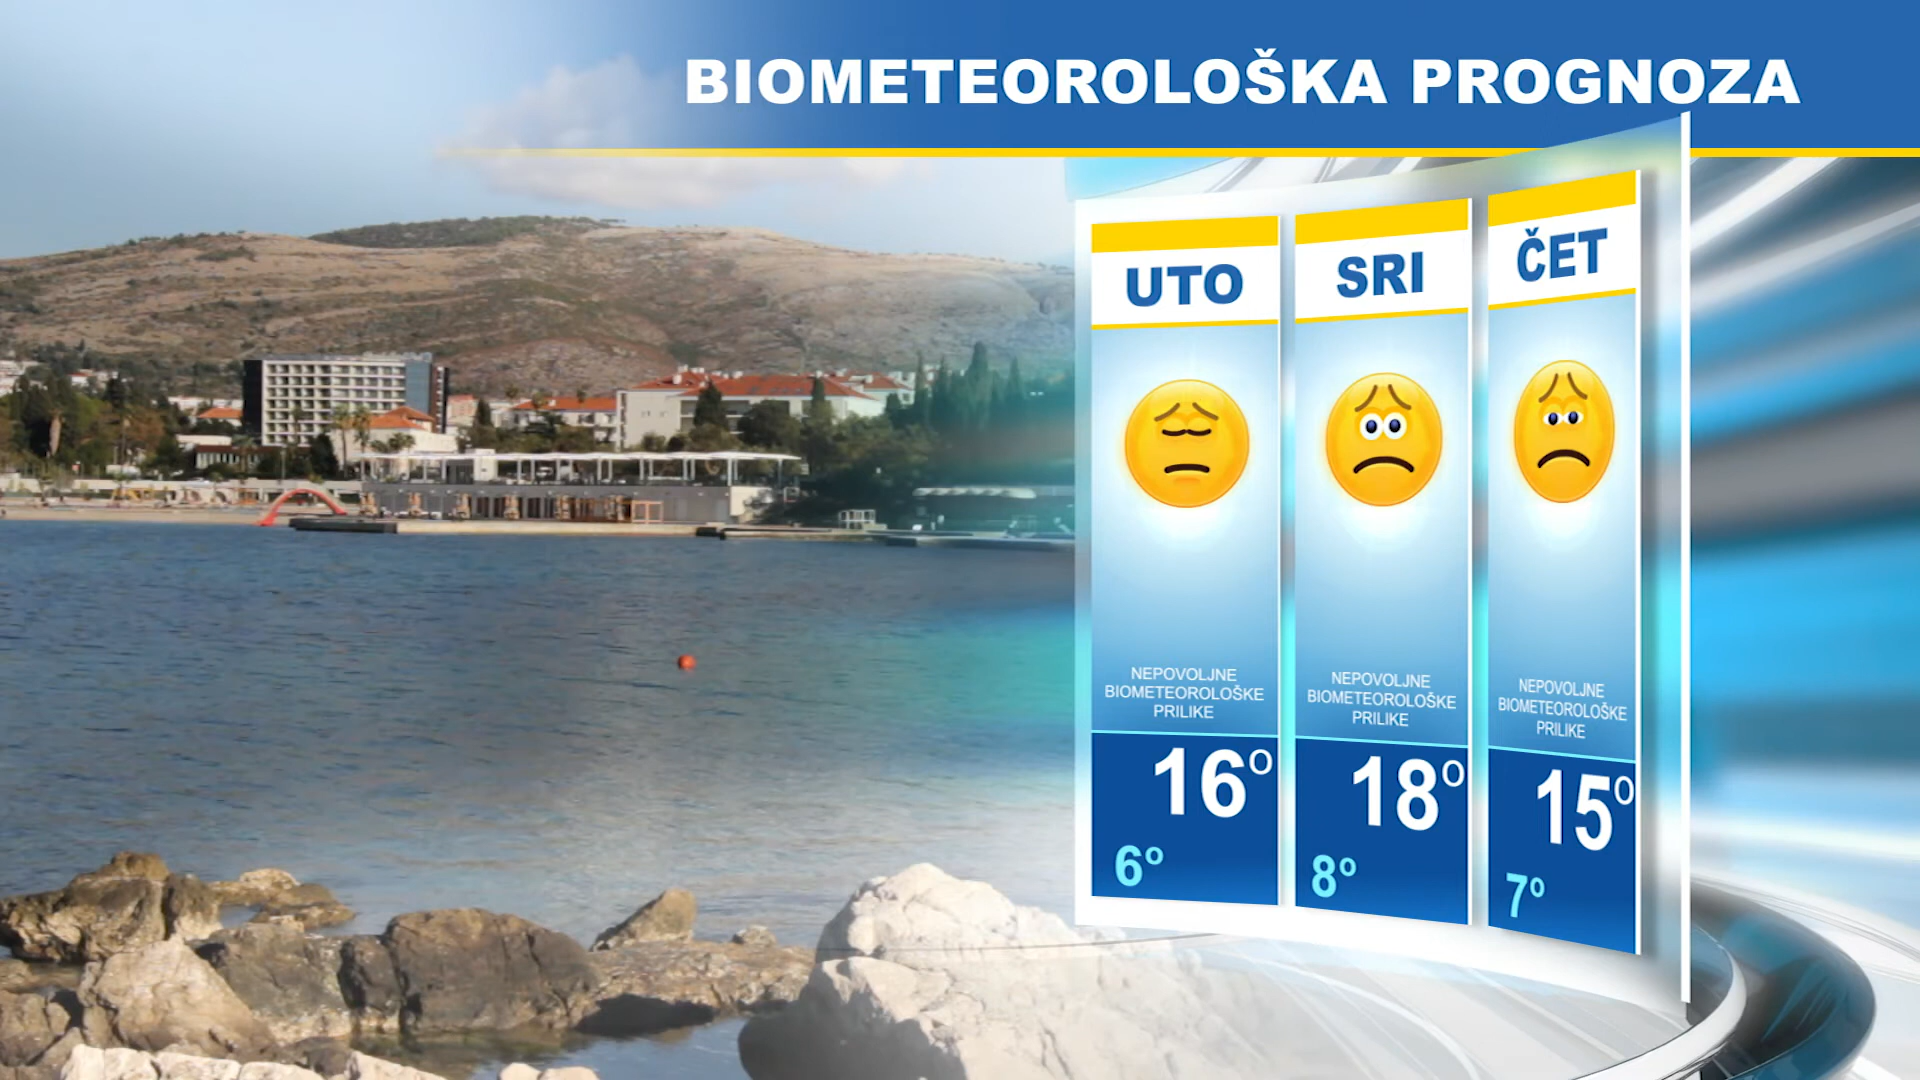 BIOMETEOROLOŠKA PROGNOZA
UTO
NEPOVOLJNE
BIOMETEOROLOŠKE
PRILIKE
16°
6°
SRI
NEPOVOLJNE
BIOMETEOROLOŠKE
PRILIKE
18°
8°
ČET
NEPOVOLJNE
BIOMETEOROLOŠKE
PRILIKE
15°
7°